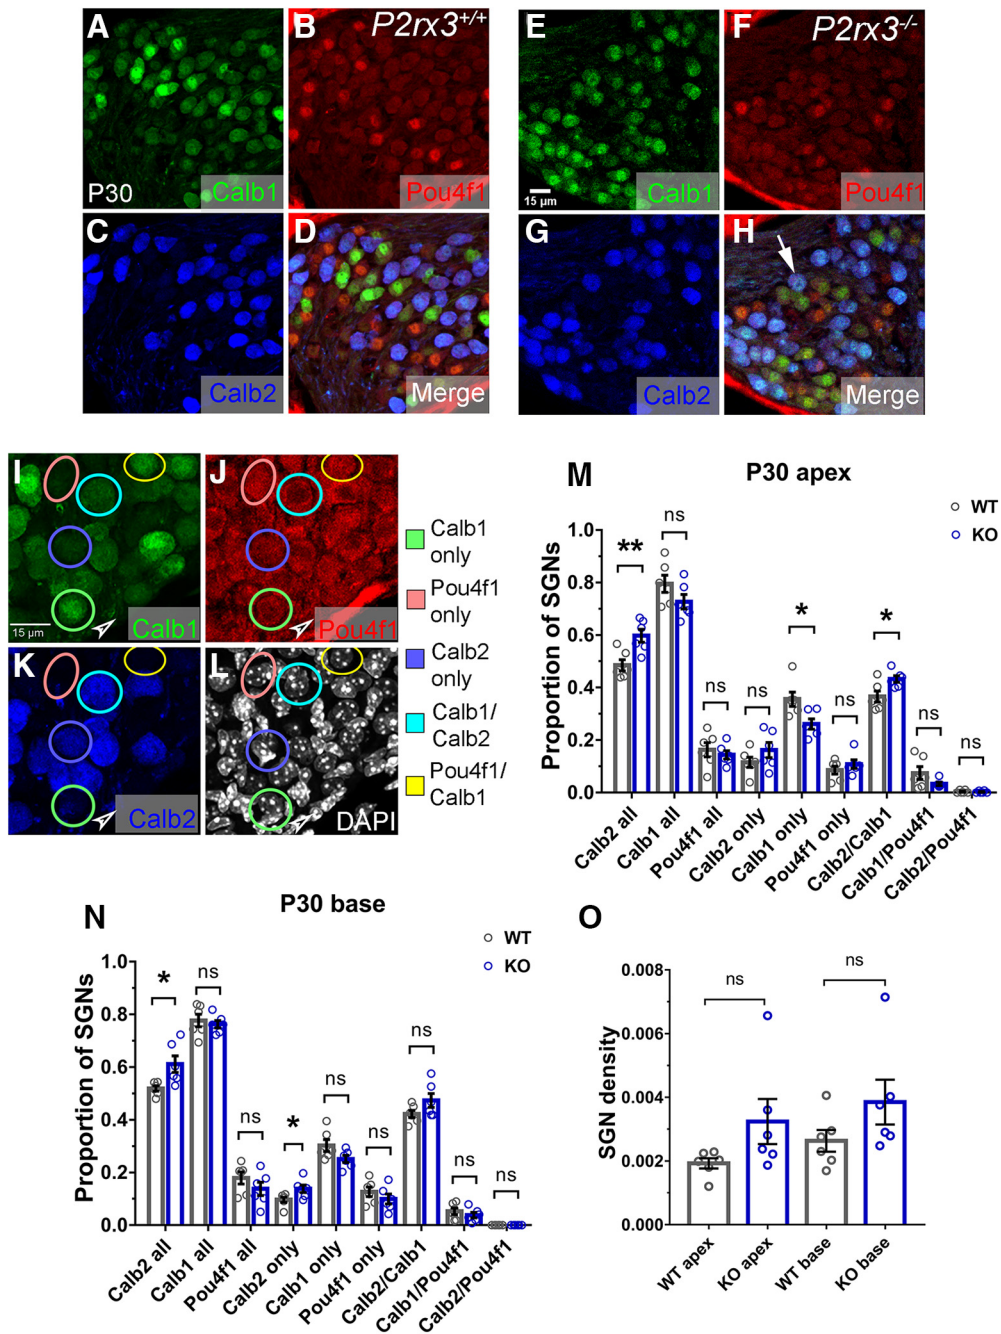 A
B
P2rx3+/+
E
F
P2rx3-/-
P30
Calb1
Pou4f1
15 µm
Calb1
Pou4f1
C
D
G
H
Calb2
Merge
Calb2
Merge
I
J
15 µm
Calb1
Pou4f1
K
L
Calb2
DAPI
Calb1
only
Pou4f1
only
Calb2
only
Calb1/
Calb2
Pou4f1/
Calb1
M
P30 apex
WT
KO
Proportion of SGNs
1.0
0.8
0.6
0.4
0.2
0.0
**
ns
ns
ns
*
ns
*
ns
ns
Calb2 all
Calb1 all
Pou4f1 all
Calb2 only
Calb1 only
Pou4f1 only
Calb2/Calb1
Calb1/Pou4f1
Calb2/Pou4f1
N
P30 base
WT
KO
Proportion of SGNs
1.0
0.8
0.6
0.4
0.2
0.0
*
ns
ns
*
ns
ns
ns
ns
ns
Calb2 all
Calb1 all
Pou4f1 all
Calb2 only
Calb1 only
Pou4f1 only
Calb2/Calb1
Calb1/Pou4f1
Calb2/Pou4f1
O
SGN density
0.008
0.006
0.004
0.002
0.000
ns
ns
WT apex
KO apex
WT base
KO base